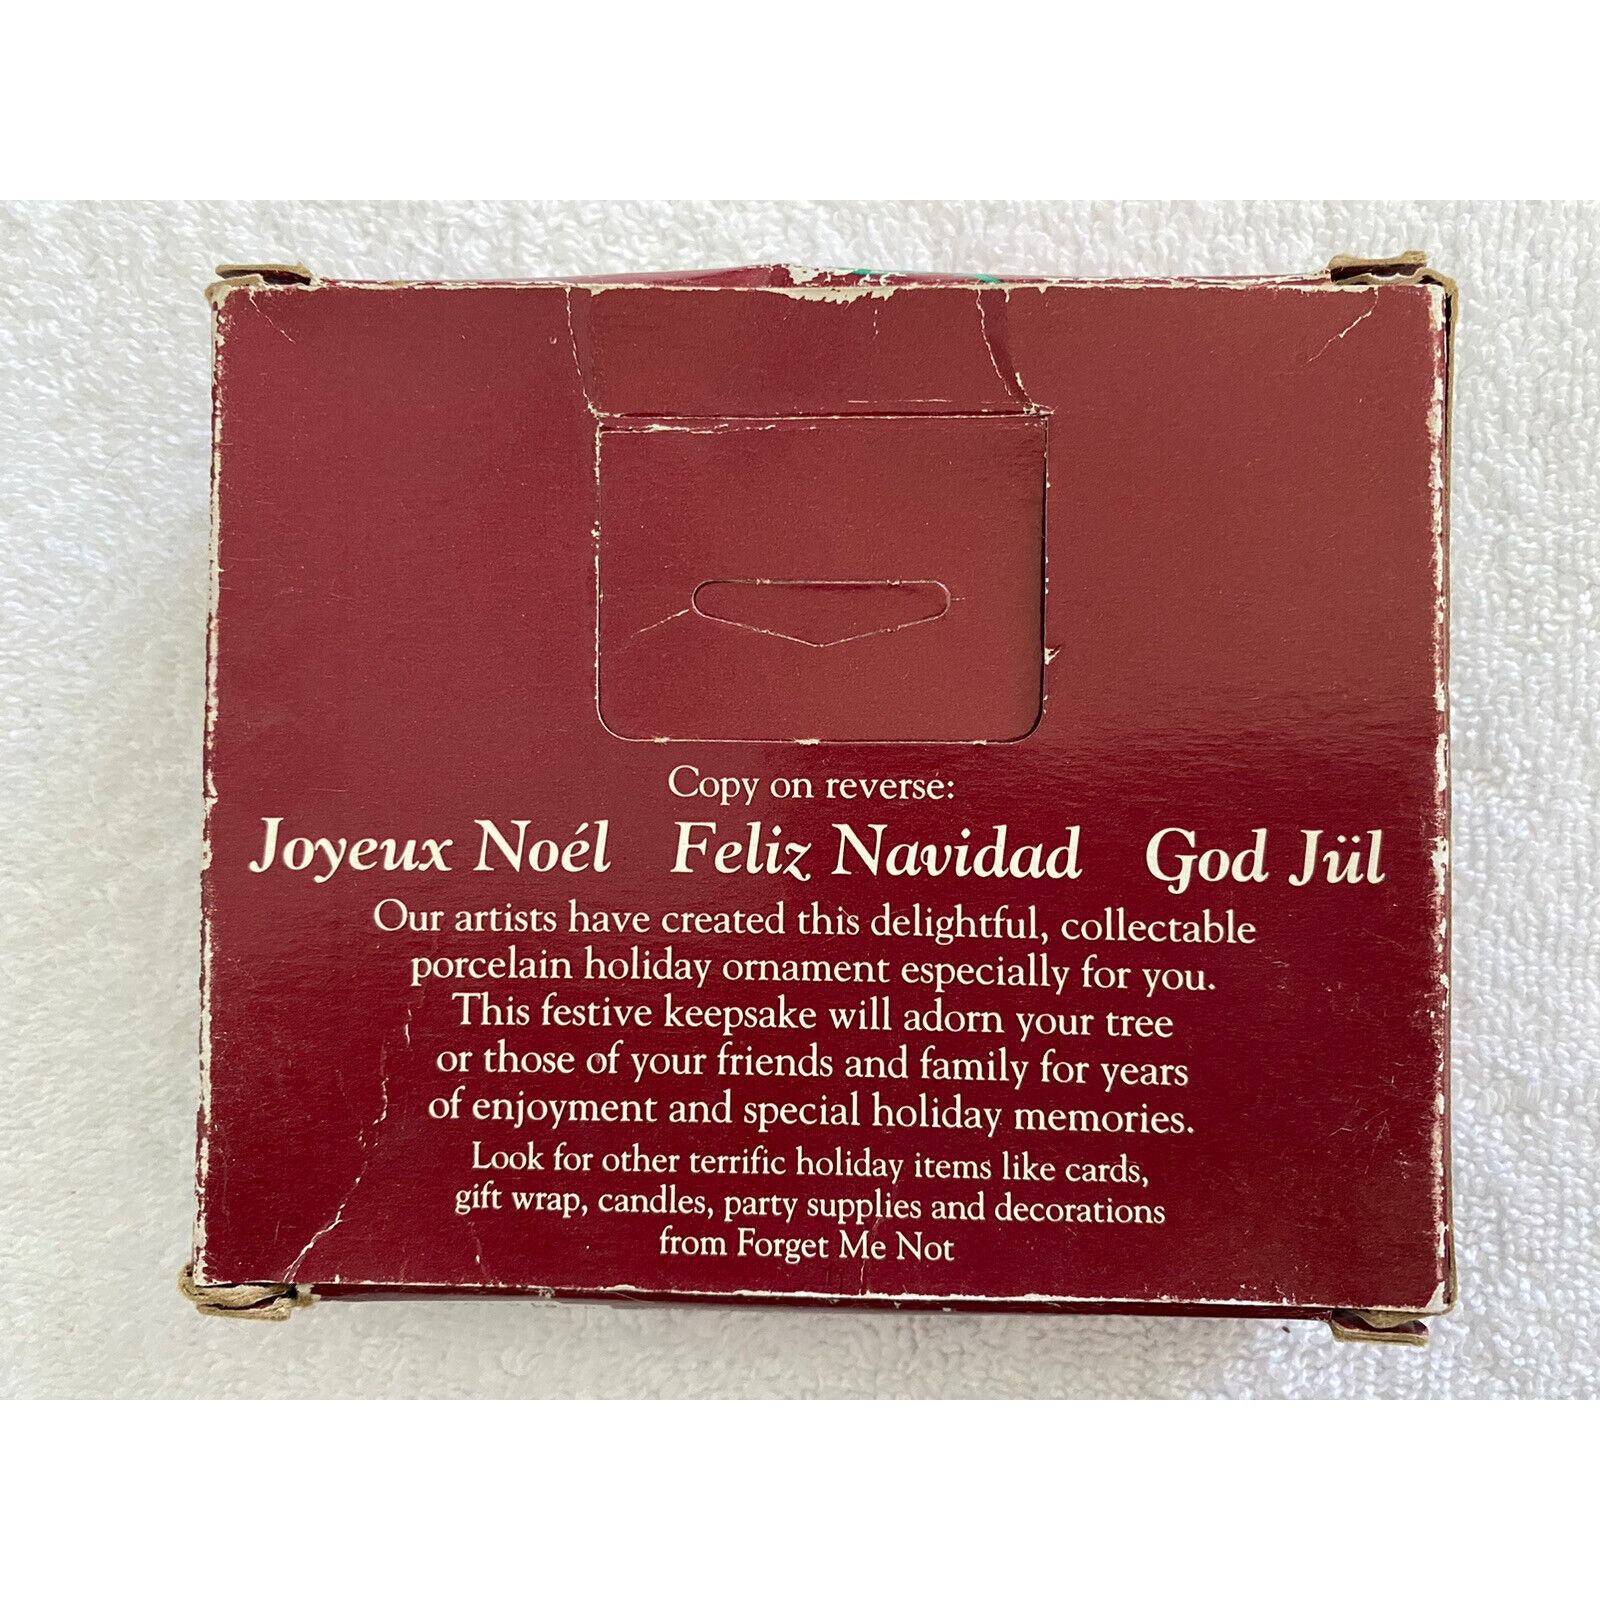 Copy on reverse:
Joyeux Noél Feliz Navidad God Jül
Our artists have created this delightful, collectable
porcelain holiday ornament especially for you.
This festive keepsake will adorn your tree
or those of your friends and family for years
of enjoyment and special holiday memories.
Look for other terrific holiday items like cards,
gift wrap, candles, party supplies and decorations
from Forget Me Not